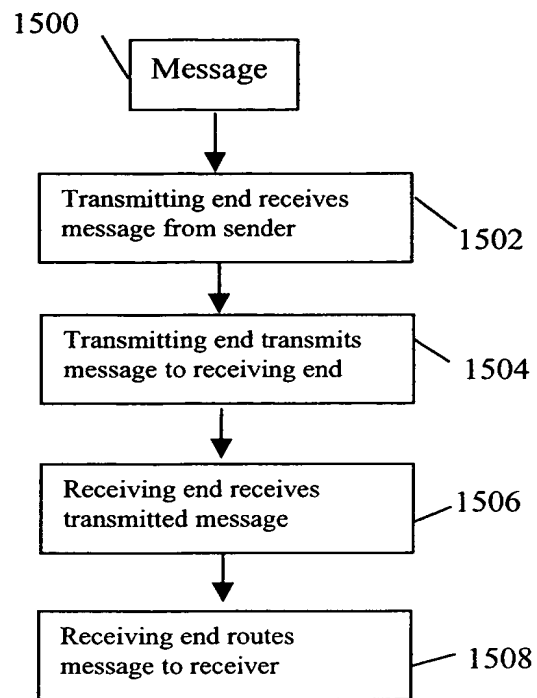 1500
Message
Transmitting end receives
message from sender
1502
Transmitting end transmits
message to receiving end
1504
Receiving end receives
transmitted message
1506
Receiving end routes
message to receiver
1508